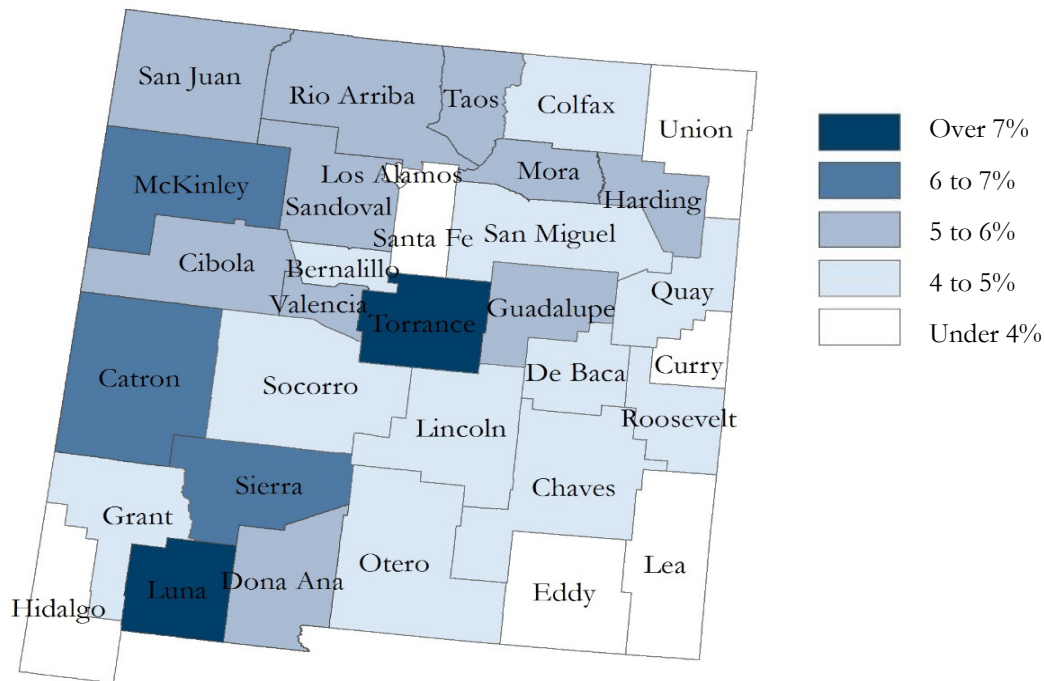 San Juan
Rio Arriba
Taos
Colfax
Union
McKinley
Los Alamos
Mora
Harding
Sandoval
Santa Fe
San Miguel
Cibola
Bernalillo
Quay
Valencia
Torrance
Guadalupe
Catron
Socorro
De Baca
Curry
Lincoln
Roosevelt
Sierra
Chaves
Grant
Otero
Lea
Luna
Dona Ana
Eddy
Hidalgo
Over 7%
6 to 7%
5 to 6%
4 to 5%
Under 4%